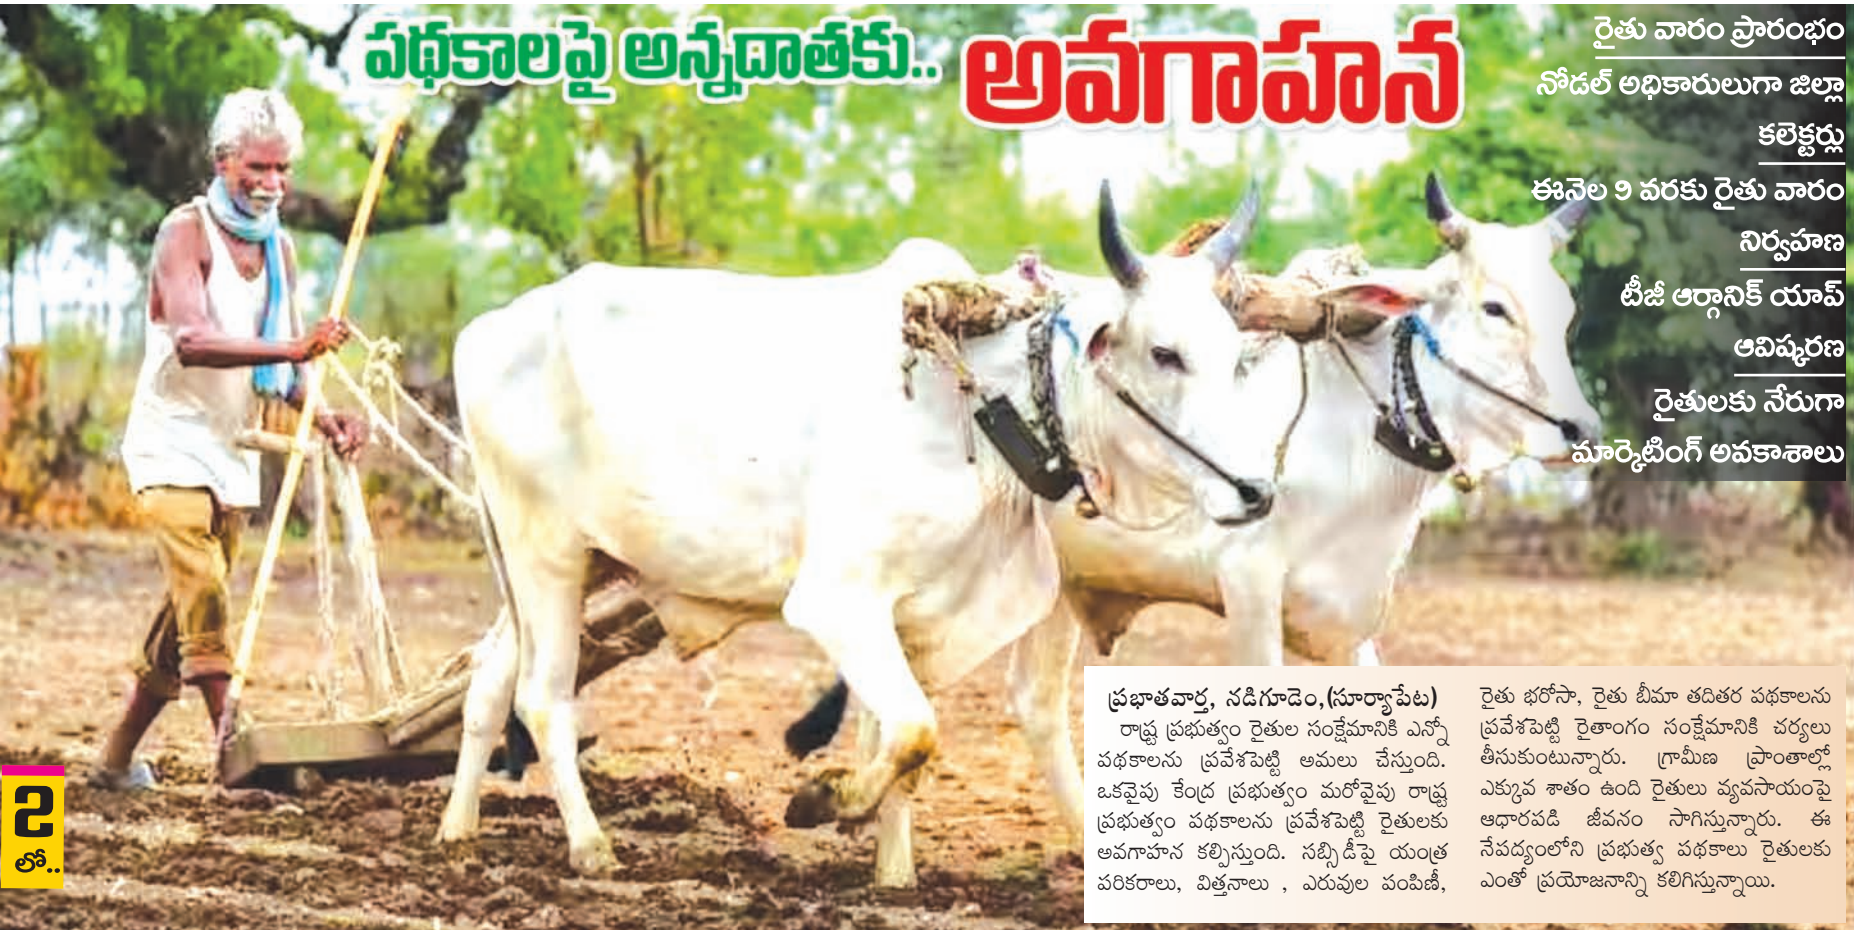 పథకాలపై అన్నదాతకు.. అవగాహన
రైతు వారం ప్రారంభం
నోడల్ అధికారులుగా జిల్లా
కలెక్టర్లు
ఈనెల 9 వరకు రైతు వారం
నిర్వహణ
టీజీ ఆర్గానిక్ యాప్
ఆవిష్కరణ
రైతులకు నేరుగా
మార్కెటింగ్ అవకాశాలు
ప్రభాతవార్త, నడిగూడెం,(సూర్యాపేట)
రాష్ట్ర ప్రభుత్వం రైతుల సంక్షేమానికి ఎన్నో
పథకాలను ప్రవేశపెట్టి అమలు చేస్తుంది.
ఒకవైపు కేంద్ర ప్రభుత్వం మరోవైపు రాష్ట్ర
ప్రభుత్వం పథకాలను ప్రవేశపెట్టి రైతులకు
అవగాహన కల్పిస్తుంది. సబ్సిడీపై యంత్ర
పరికరాలు, విత్తనాలు , ఎరువుల పంపిణీ,
రైతు భరోసా, రైతు బీమా తదితర పథకాలను
ప్రవేశపెట్టి రైతాంగం సంక్షేమానికి చర్యలు
తీసుకుంటున్నారు. గ్రామీణ ప్రాంతాల్లో
ఎక్కువ శాతం ఉంది రైతులు వ్యవసాయంపై
ఆధారపడి జీవనం సాగిస్తున్నారు. ఈ
నేపద్యంలోని ప్రభుత్వ పథకాలు రైతులకు
ఎంతో ప్రయోజనాన్ని కలిగిస్తున్నాయి.
2
లో..